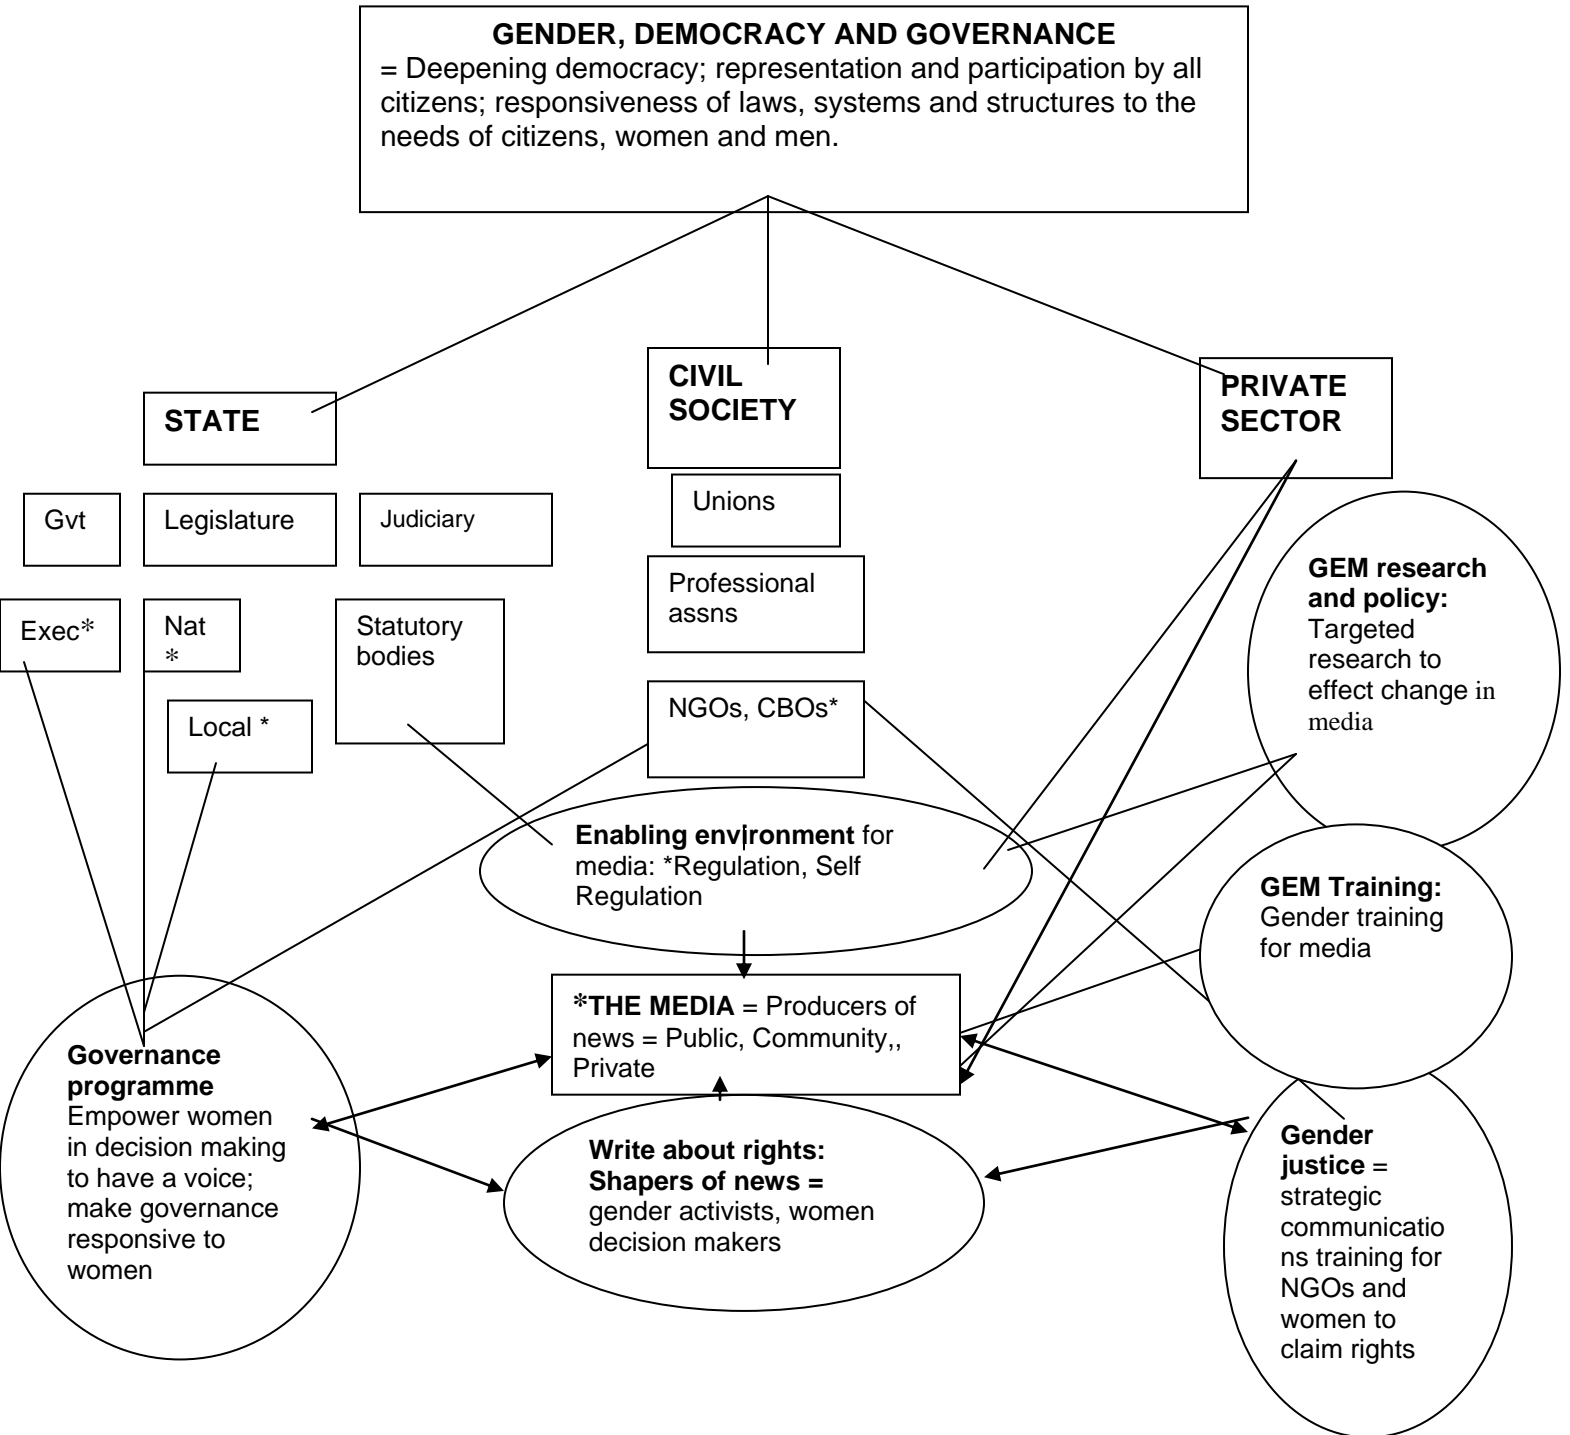 GENDER, DEMOCRACY AND GOVERNANCE
= Deepening democracy; representation and participation by all
citizens; responsiveness of laws, systems and structures to the
needs of citizens, women and men.
STATE
CIVIL
SOCIETY
PRIVATE
SECTOR
Gvt
Legislature
Judiciary
Unions
Exec*
Nat
*
Statutory
bodies
Local *
Professional
assns
NGOs, CBOs*
GEM research
and policy:
Targeted
research to
effect change in
media
Enabling environment for
media: *Regulation, Self
Regulation
GEM Training:
Gender training
for media
*THE MEDIA = Producers of
news = Public, Community,,
Private
Governance
programme
Empower women
in decision making
to have a voice;
make governance
responsive to
women
Write about rights:
Shapers of news =
gender activists, women
decision makers
Gender
justice =
strategic
communicatio
ns training for
NGOs and
women to
claim rights